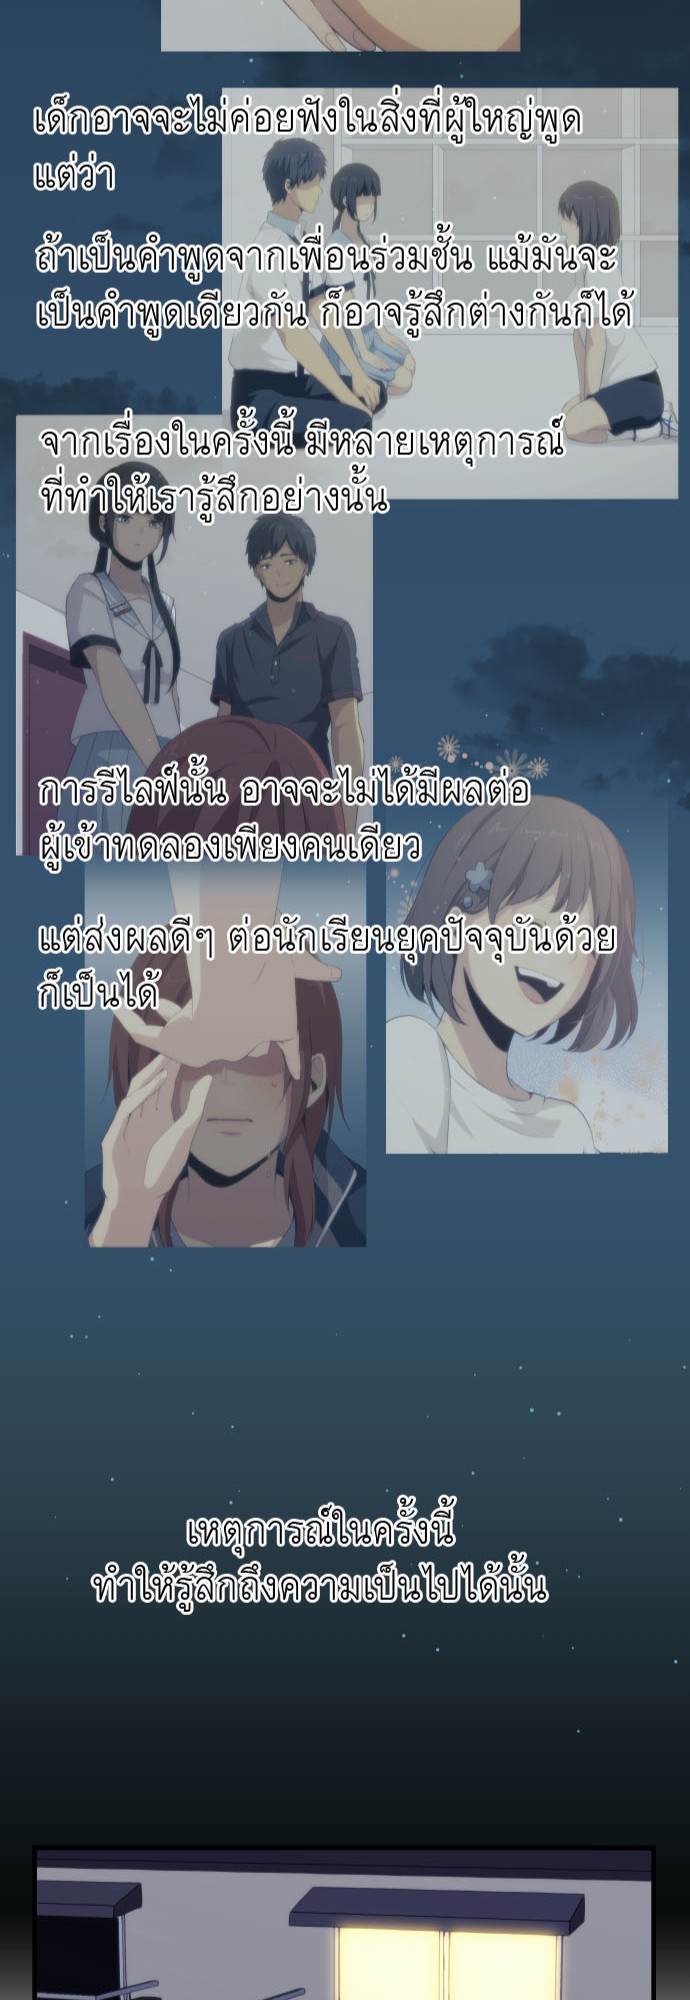 เด็กอาจจะไม่ค่อยฟังในสิ่งที่ผู้ใหญ่พูด
แต่ว่า
ถ้าเป็นคำพูดจากเพื่อนร่วมชั้น แม้มันจะ
เป็นคำพูดเดียวกัน ก็อาจรู้สึกต่างกันก็ได้
จากเรื่องในครั้งนี้ มีหลายเหตุการณ์
ที่ทำให้เรารู้สึกอย่างนั้น
การรีไลฟ์นั้น อาจจะไม่ได้มีผลต่อ
ผู้เข้าทดลองเพียงคนเดียว
แต่ส่งผลดีๆ ต่อนักเรียนยุคปัจจุบันด้วย
ก็เป็นได้
เหตุการณ์ในครั้งนี้
ทำให้รู้สึกถึงความเป็นไปได้นั้น